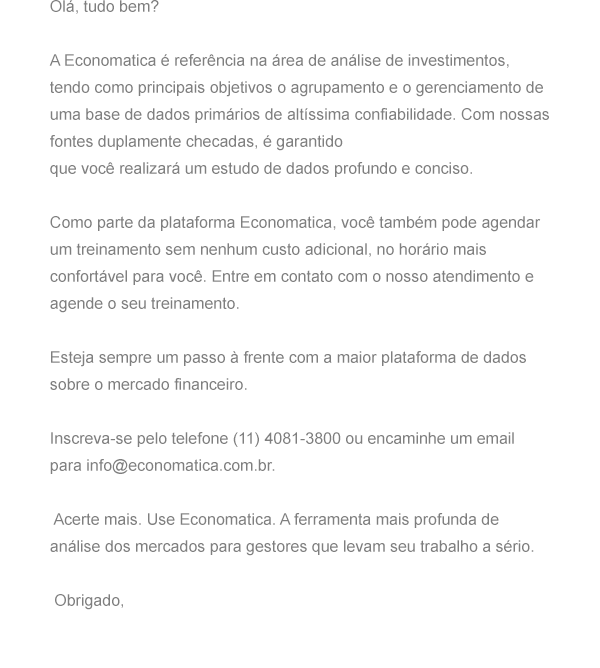 Olá, tudo bem?
A Economatica é referência na área de análise de investimentos,
tendo como principais objetivos o agrupamento e o gerenciamento de
uma base de dados primários de altíssima confiabilidade. Com nossas
fontes duplamente checadas, é garantido
que você realizará um estudo de dados profundo e conciso.
Como parte da plataforma Economatica, você também pode agendar
um treinamento sem nenhum custo adicional, no horário mais
confortável para você. Entre em contato com o nosso atendimento e
agende o seu treinamento.
Esteja sempre um passo à frente com a maior plataforma de dados
sobre o mercado financeiro.
Inscreva-se pelo telefone (11) 4081-3800 ou encaminhe um email
para info@economatica.com.br.
Acerte mais. Use Economatica. A ferramenta mais profunda de
análise dos mercados para gestores que levam seu trabalho a sério.
Obrigado,